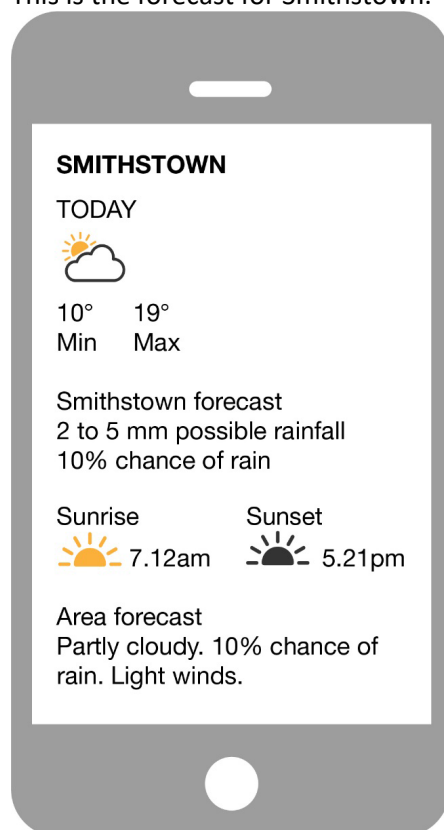 This is the forecast for Smithstown.
SMITHSTOWN
TODAY
10° 19°
Min Max
Smithstown forecast
2 to 5 mm possible rainfall
10% chance of rain
Sunrise Sunset
7.12am 5.21pm
Area forecast
Partly cloudy. 10% chance of
rain. Light winds.